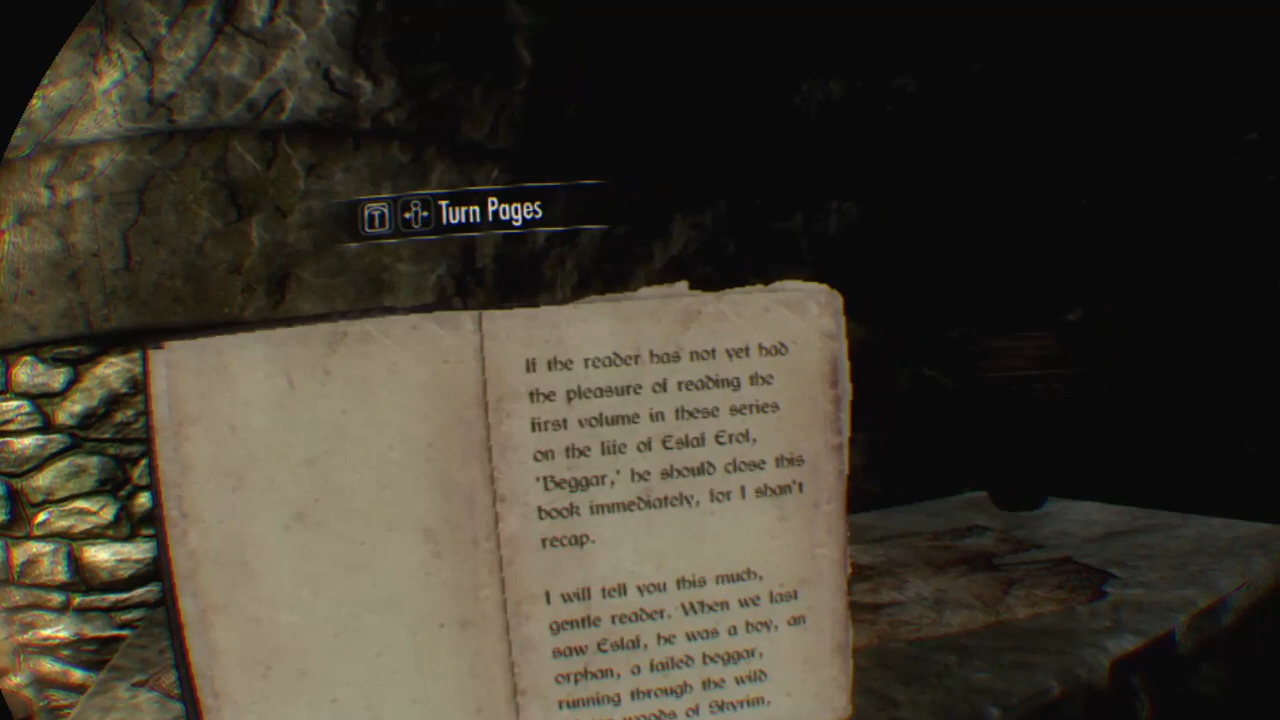 T Turn Pages
If the reader has not yet had
the pleasure of reading the
first volume in these series
on the life of Eslaf Erol,
'Beggar,' he should close this
book immediately, for I shan't
recap.
I will tell you this much,
gentle reader. When we last
saw Eslaf, he was a boy, an
orphan, a failed beggar,
running through the wild
woods of Skyrim,